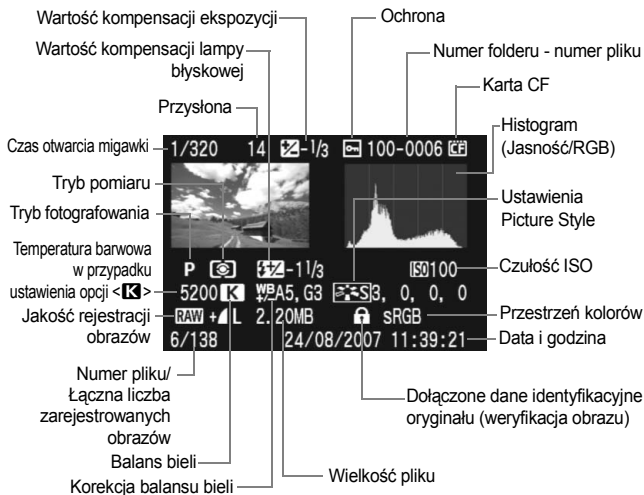 Wartość kompensacji ekspozycji
Ochrona
Wartość kompensacji lampy
błyskowej
Numer folderu - numer pliku
Karta CF
Przysłona
Histogram
(Jasność/RGB)
Czas otwarcia migawki
1/320 14 -1/3 100-0006 CF
Tryb pomiaru
Tryb fotografowania
Ustawienia
Picture Style
Temperatura barwowa
w przypadku
ustawienia opcji <K>
P -1 1/3 ISO100
Czułość ISO
5200 K WB A5, G3 S3, 0, 0, 0
Jakość rejestracji
obrazów
RAW + L 2.20MB sRGB
Przestrzeń kolorów
6/138 24/08/2007 11:39:21
Data i godzina
Numer pliku/
Łączna liczba
zarejestrowanych
obrazów
Dołączone dane identyfikacyjne
oryginału (weryfikacja obrazu)
Balans bieli
Wielkość pliku
Korekcja balansu bieli